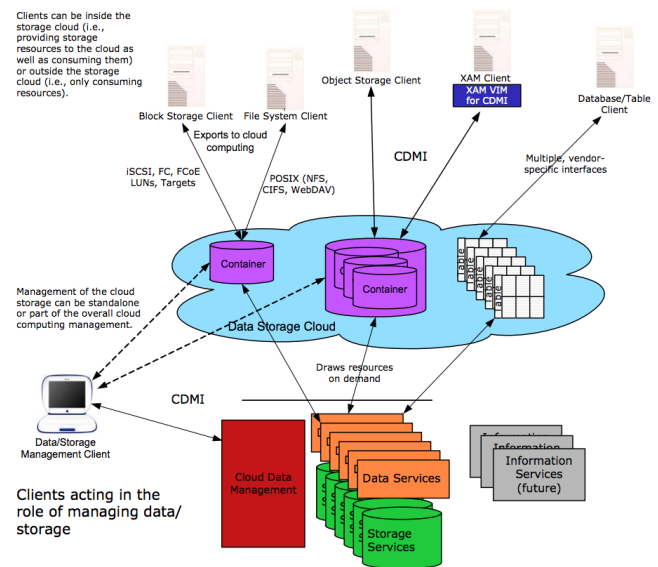 Clients can be inside the
storage cloud (i.e.,
providing storage
resources to the cloud
as well as consuming them)
or outside the storage
cloud (i.e., only consuming
resources).
Block Storage Client
File System Client
Object Storage Client
XAM Client
XAM VIM
for CDMI
Database/Table
Client
Exports to cloud
computing
iSCSI, FC, FCoE
LUNs, Targets
POSIX (NFS,
CIFS, WebDAV)
CDMI
Multiple, vendor-
specific interfaces
Container
Container
Table
Management of the cloud
storage can be standalone
or part of the overall cloud
computing management.
Data Storage Cloud
Draws resources
on demand
CDMI
Data/Storage
Management Client
Cloud Data
Management
Data Services
Storage
Services
Information
Information
Services
(future)
Clients acting in the
role of managing data/
storage